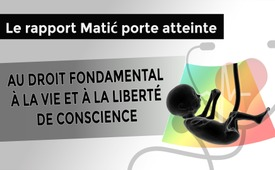 Le rapport Matić porte atteinte
AU DROIT FONDAMENTAL
À LA VIE ET À LA LIBERTÉ
DE CONSCIENCE